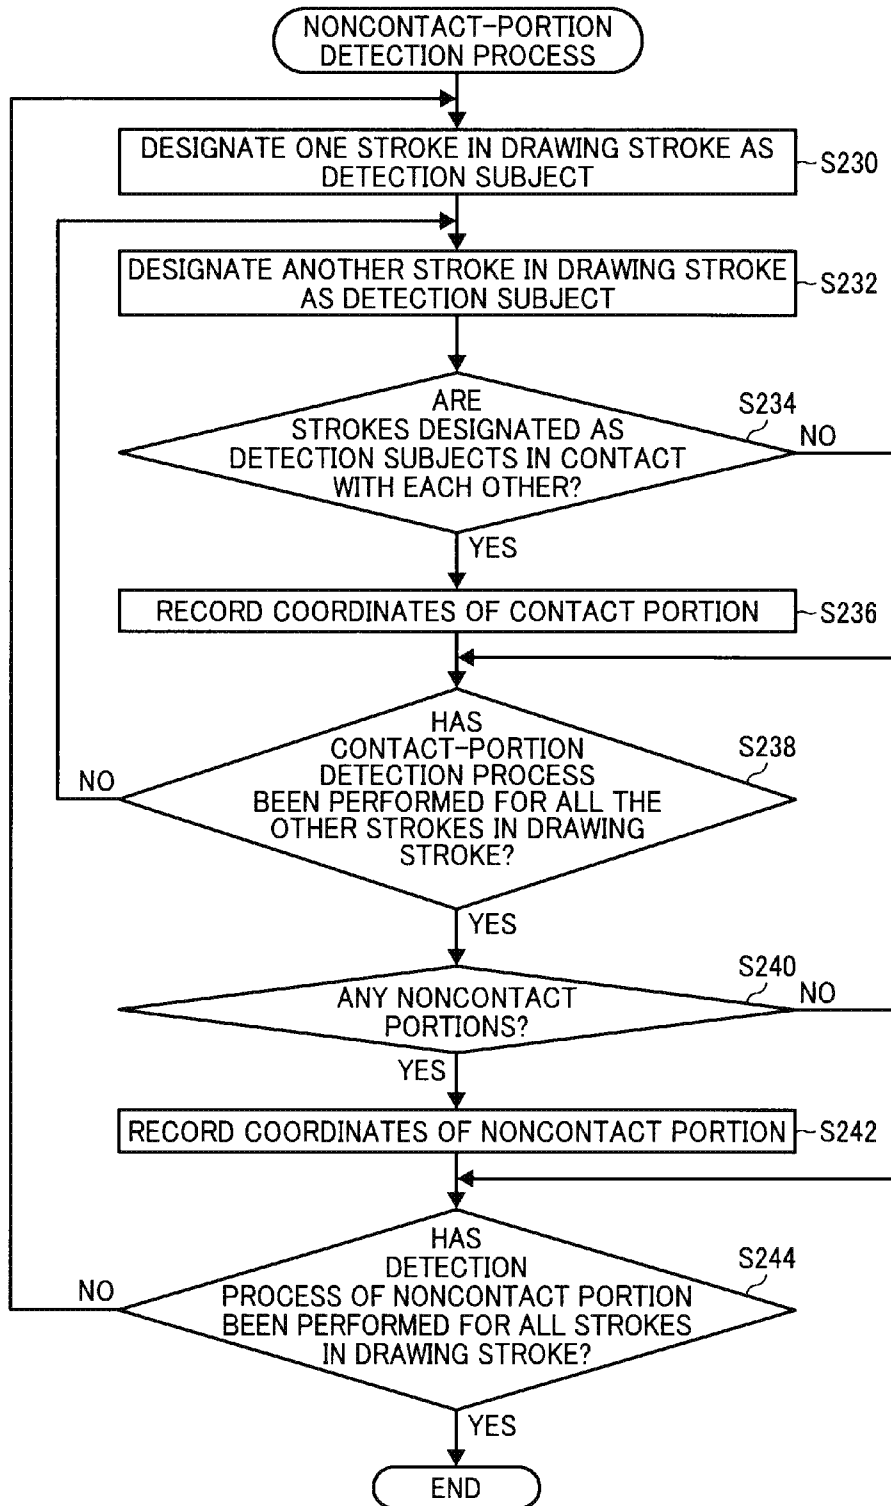 NONCONTACT-PORTION
DETECTION PROCESS
DESIGNATE ONE STROKE IN DRAWING STROKE AS
DETECTION SUBJECT
S230
DESIGNATE ANOTHER STROKE IN DRAWING STROKE
AS DETECTION SUBJECT
S232
ARE
STROKES DESIGNATED AS
DETECTION SUBJECTS IN CONTACT
WITH EACH OTHER?
S234
NO
YES
RECORD COORDINATES OF CONTACT PORTION
S236
HAS
CONTACT-PORTION
DETECTION PROCESS
BEEN PERFORMED FOR ALL THE
OTHER STROKES IN DRAWING
STROKE?
S238
NO
YES
ANY NONCONTACT
PORTIONS?
S240
NO
YES
RECORD COORDINATES OF NONCONTACT PORTION
S242
HAS
DETECTION
PROCESS OF NONCONTACT PORTION
BEEN PERFORMED FOR ALL STROKES
IN DRAWING STROKE?
S244
NO
YES
END